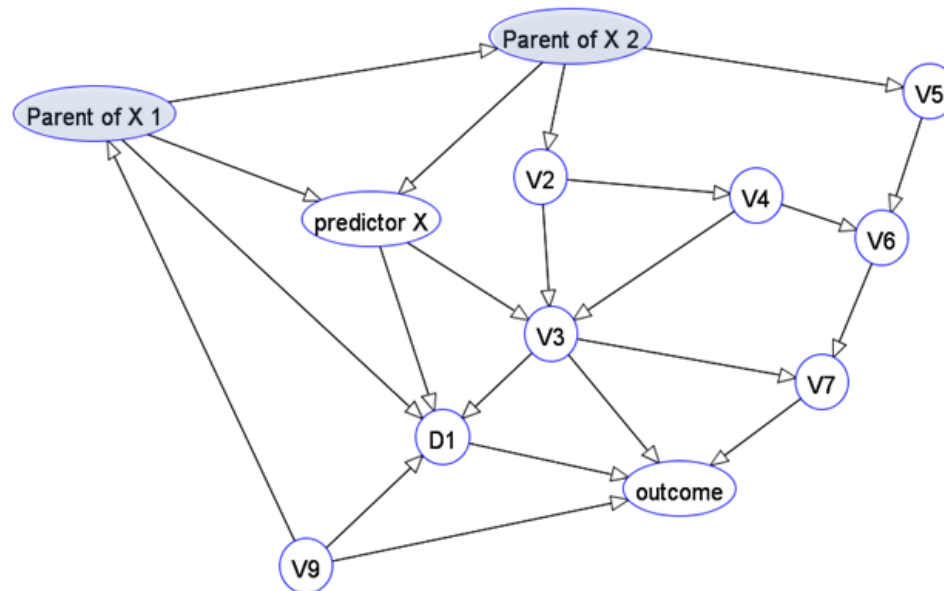 Parent of X 2
V5
Parent of X 1
V2
V4
predictor X
V6
V3
V7
D1
outcome
V9